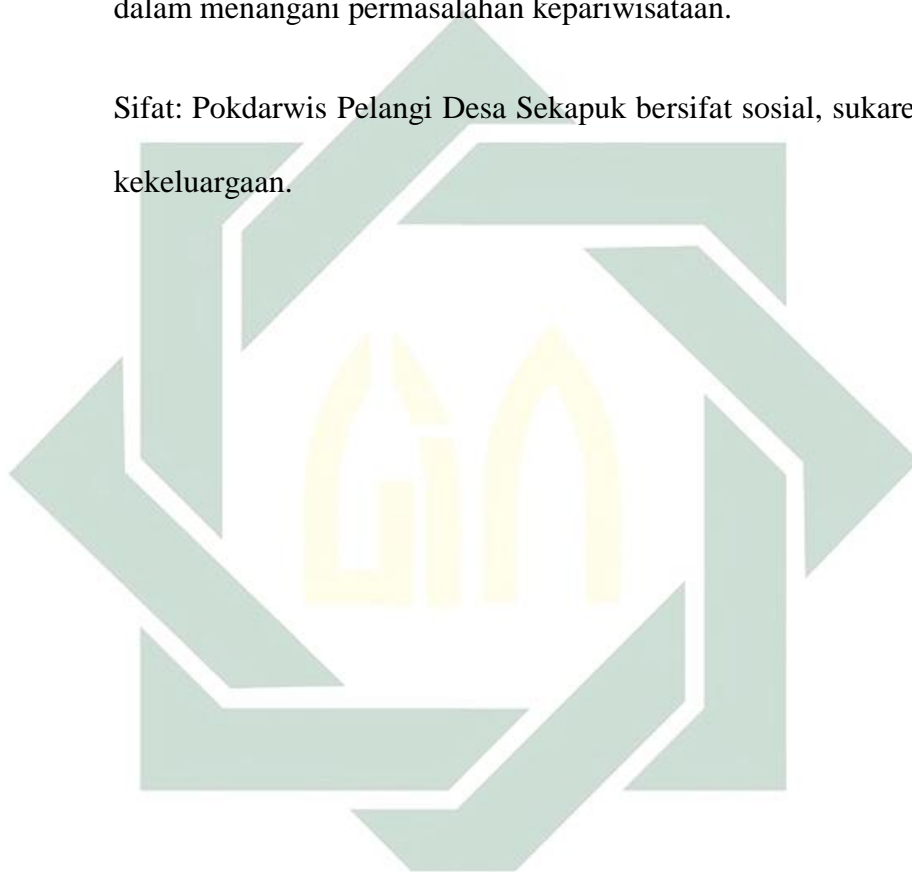 dalam menangani permasalahan kepariwisataan.
Sifat: Pokdarwis Pelangi Desa Sekapuk bersifat sosial, sukare
kekeluargaan.